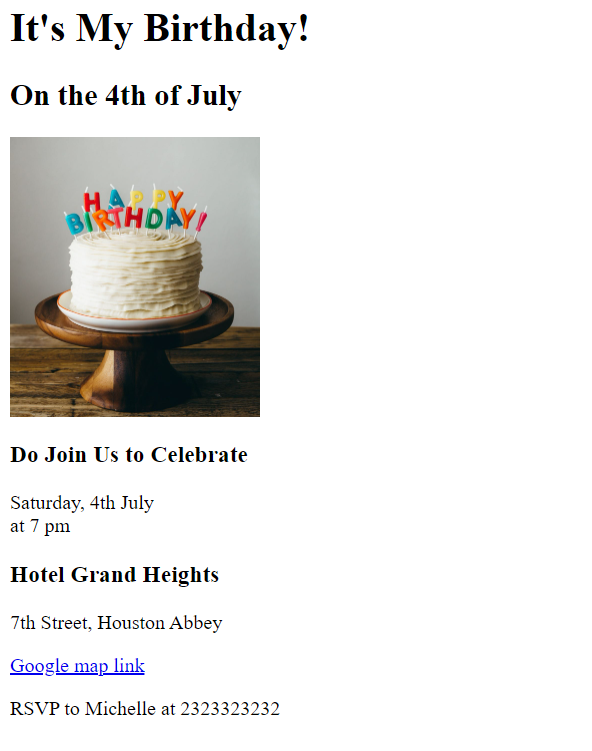 It's My Birthday!
On the 4th of July
HAPPY
BIRTHDAY!
Do Join Us to Celebrate
Saturday, 4th July
at 7 pm
Hotel Grand Heights
7th Street, Houston Abbey
Google map link
RSVP to Michelle at 2323323232